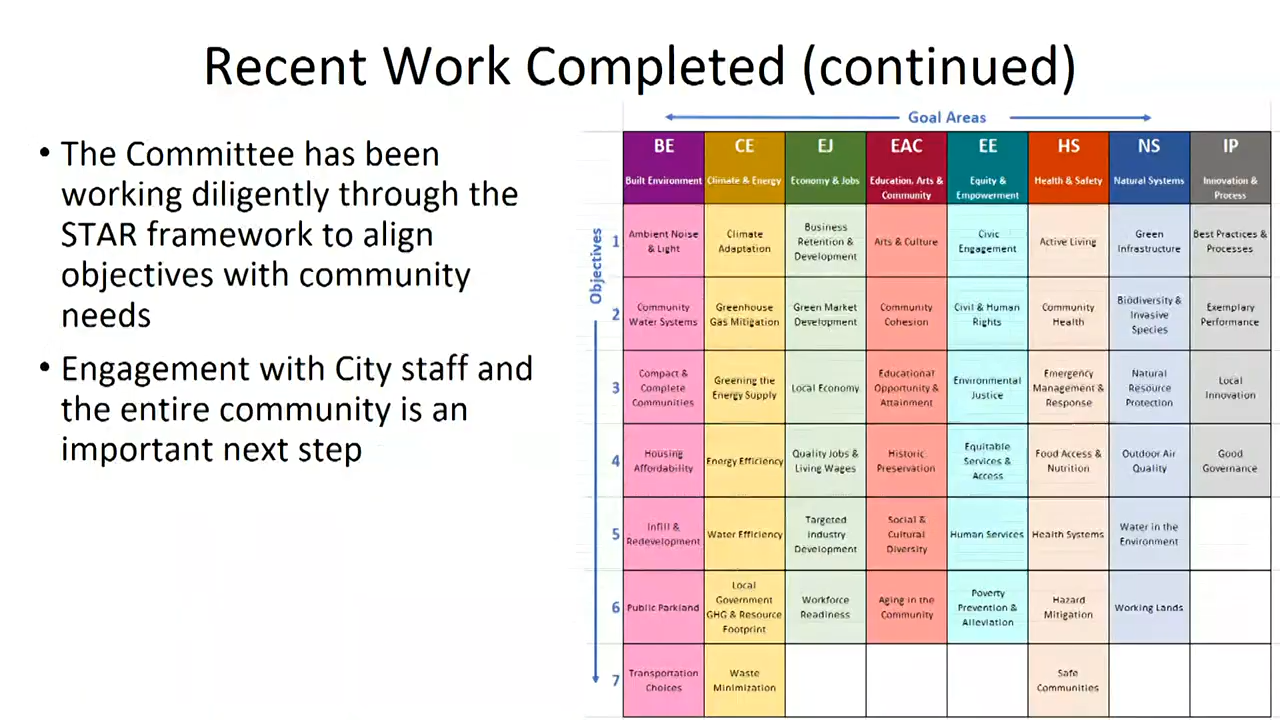 Recent Work Completed (continued)
• The Committee has been
working diligently through the
STAR framework to align
objectives with community
needs
• Engagement with City staff and
the entire community is an
important next step
Goal Areas
Objectives
BE
CE
EJ
EAC
EE
HS
NS
IP
Built Environment
Climate & Energy
Economy & Jobs
Education, Arts &
Community
Equity &
Empowerment
Health & Safety
Natural Systems
Innovation &
Process
1
Ambient Noise
& Light
Climate
Adaptation
Business
Retention &
Development
Arts & Culture
Civic
Engagement
Active Living
Green
Infrastructure
Best Practices &
Processes
2
Community
Water Systems
Greenhouse
Gas Mitigation
Green Market
Development
Community
Cohesion
Civil & Human
Rights
Community
Health
Biodiversity &
Invasive
Species
Exemplary
Performance
3
Compact &
Complete
Communities
Greening the
Energy Supply
Local Economy
Educational
Opportunity &
Attainment
Environmental
Justice
Emergency
Management &
Response
Natural
Resource
Protection
Local
Innovation
4
Housing
Affordability
Energy Efficiency
Quality Jobs &
Living Wages
Historic
Preservation
Equitable
Services &
Access
Food Access &
Nutrition
Outdoor Air
Quality
Good
Governance
5
Infill &
Redevelopment
Water Efficiency
Targeted
Industry
Development
Social &
Cultural
Diversity
Human Services
Health Systems
Water in the
Environment
6
Public Parkland
Local
Government
GHG & Resource
Footprint
Workforce
Readiness
Aging in the
Community
Poverty
Prevention &
Alleviation
Hazard
Mitigation
Working Lands
7
Transportation
Choices
Waste
Minimization
Safe
Communities